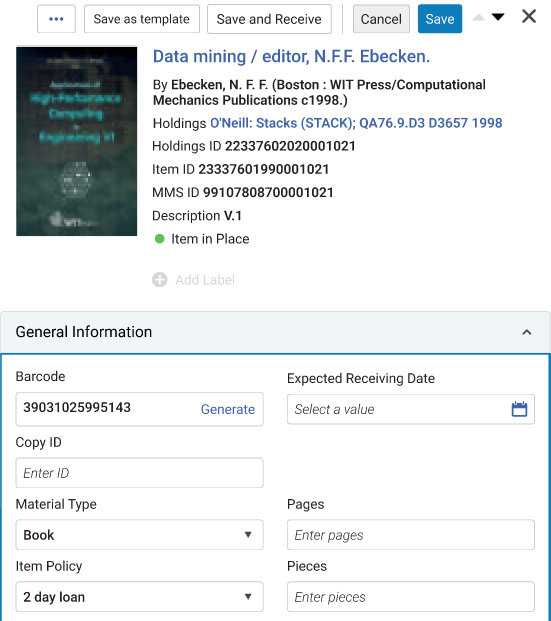 Save as template
Save and Receive
Cancel
Save
Data mining / editor, N.F.F. Ebecken.
By Ebecken, N. F. F. (Boston : WIT Press/Computational
Mechanics Publications c1998.)
Holdings O'Neill: Stacks (STACK); QA76.9.D3 D3657 1998
Holdings ID 22337602020001021
Item ID 23337601990001021
MMS ID 99107808700001021
Description V.1
Item in Place
Add Label
High-Performance
Computing
Engineering VI
General Information
Barcode
39031025995143
Generate
Expected Receiving Date
Select a value
Copy ID
Enter ID
Material Type
Book
Pages
Enter pages
Item Policy
2 day loan
Pieces
Enter pieces